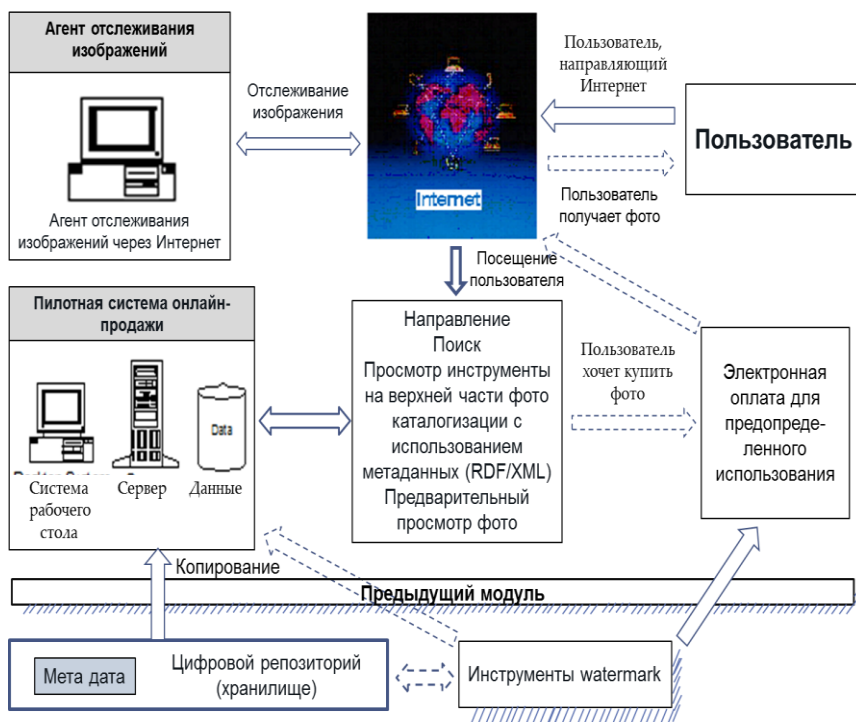 Агент отслеживания
изображений
Агент отслеживания
изображений через Интернет
Отслеживание
изображения
Internet
Пользователь,
направляющий
Интернет
Пользователь
Пользователь
получает фото
Посещение
пользователя
Пилотная система онлайн-
продажи
Data
Система
рабочего
стола
Сервер
Данные
Направление
Поиск
Просмотр инструменты
на верхней части фото
каталогизации с
использованием
метаданных (RDF/XML)
Предварительный
просмотр фото
Пользователь
хочет купить
фото
Электронная
оплата для
предопреде-
ленного
использования
Копирование
Предыдущий модуль
Мета дата
Цифровой репозиторий
(хранилище)
Инструменты watermark